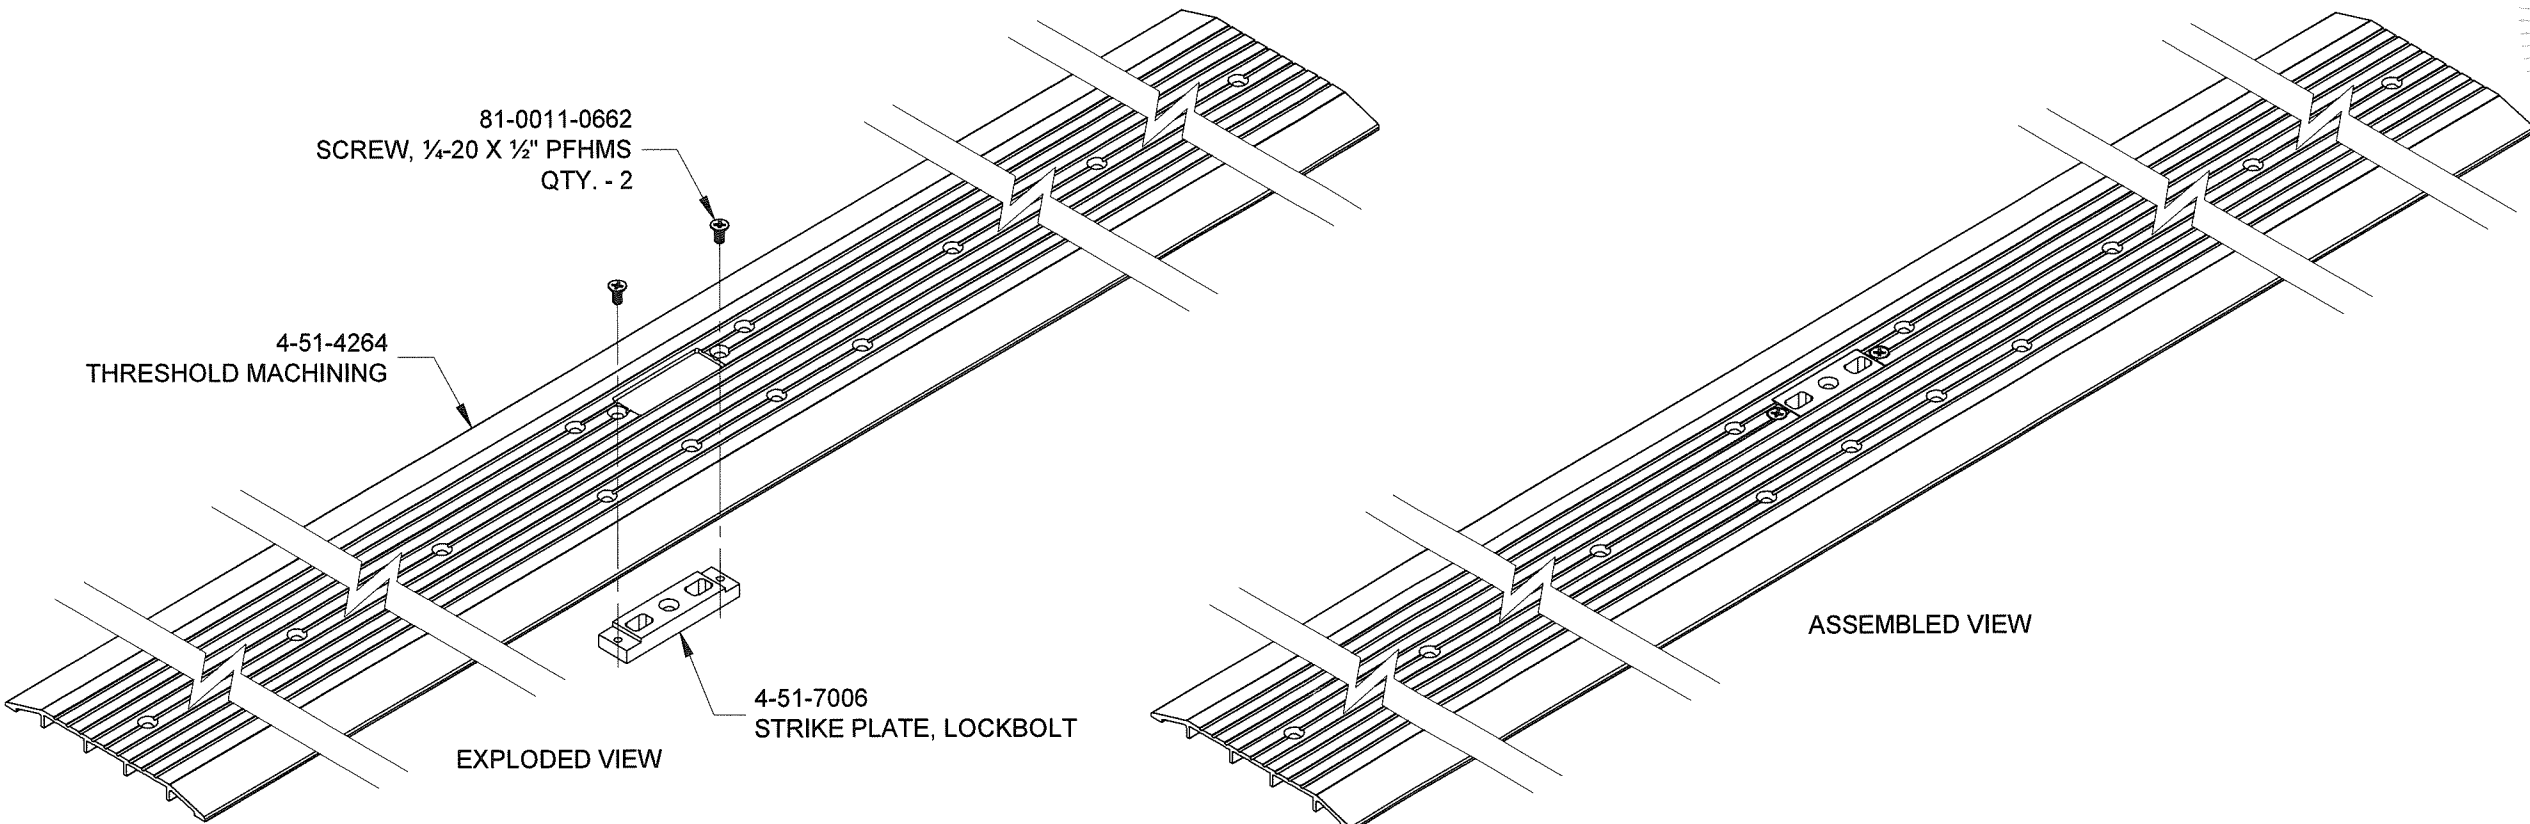 81-0011-0662
SCREW, ¼-20 X ½" PFHMS
QTY. - 2
4-51-4264
THRESHOLD MACHINING
4-51-7006
STRIKE PLATE, LOCKBOLT
EXPLODED VIEW
ASSEMBLED VIEW